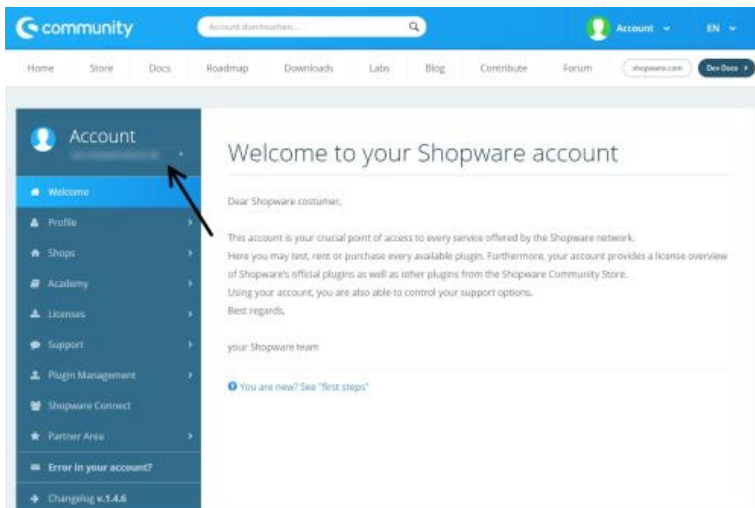 community
Account durchsuchen...
Account
EN
Home
Store
Docs
Roadmap
Downloads
Labs
Blog
Contribute
Forum
shopware.com
Dev Docs
Account
Welcome
Profile
Shops
Academy
Licenses
Support
Plugin Management
Shopware Connect
Partner Area
Error in your account?
Changelog v.1.4.6
Welcome to your Shopware account
Dear Shopware costumer,
This account is your crucial point of access to every service offered by the Shopware network.
Here you may test, rent or purchase every available plugin. Furthermore, your account provides a license overview
of Shopware's official plugins as well as other plugins from the Shopware Community Store.
Using your account, you are also able to control your support options.
Best regards,
your Shopware team
You are new? See "first steps"